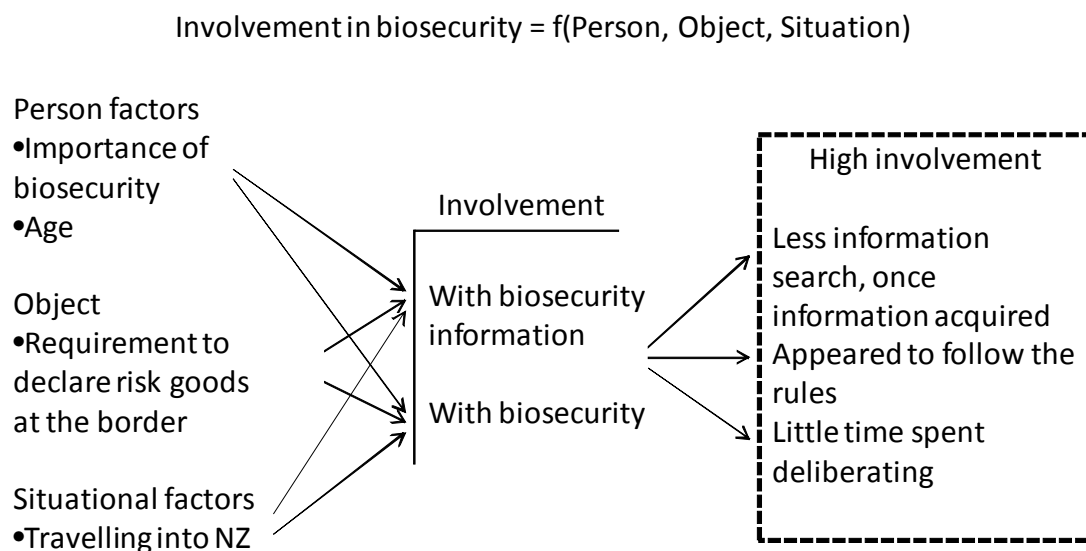 Involvement in biosecurity = f(Person, Object, Situation)
Person factors
•Importance of
biosecurity
•Age
Object
•Requirement to
declare risk goods
at the border
Situational factors
•Travelling into NZ
Involvement
With biosecurity
information
With biosecurity
High involvement
Less information
search, once
information acquired
Appeared to follow the
rules
Little time spent
deliberating